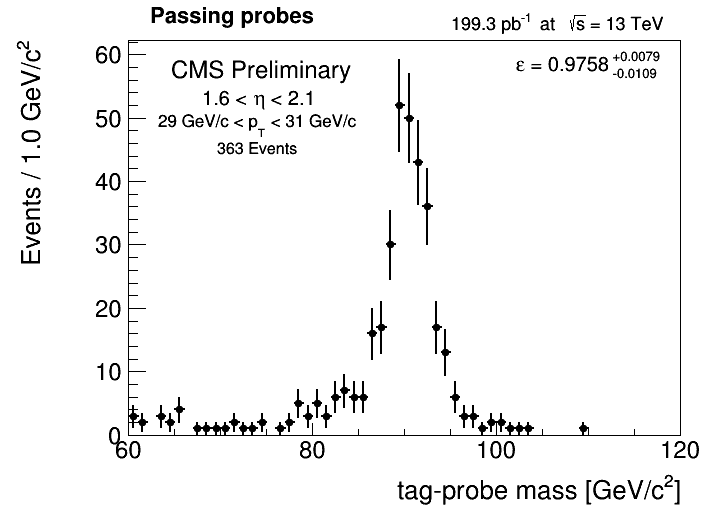 Passing probes
199.3 pb⁻¹ at √s = 13 TeV
CMS Preliminary
ε = 0.9758 +0.0079 -0.0109
1.6 < η < 2.1
29 GeV/c < p_T < 31 GeV/c
363 Events
Events / 1.0 GeV/c²
60
50
40
30
20
10
0
60 80 100 120
tag-probe mass [GeV/c²]